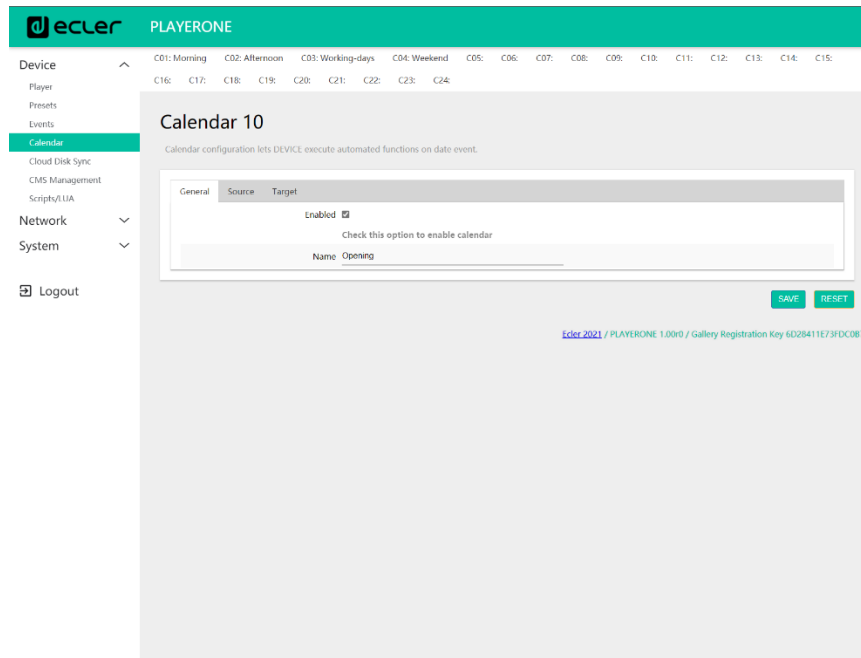 ecler
PLAYERONE
Device
Player
Presets
Events
Calendar
Cloud Disk Sync
CMS Management
Scripts/LUA
Network
System
Logout
C01: Morning C02: Afternoon C03: Working-days C04: Weekend C05: C06: C07: C08: C09: C10: C11: C12: C13: C14: C15:
C16: C17: C18: C19: C20: C21: C22: C23: C24:
Calendar 10
Calendar configuration lets DEVICE execute automated functions on date event.
General Source Target
Enabled
Check this option to enable calendar
Name Opening
SAVE RESET
Ecler 2021 / PLAYERONE 1.00r0 / Gallery Registration Key 6D28411E73FDC0B